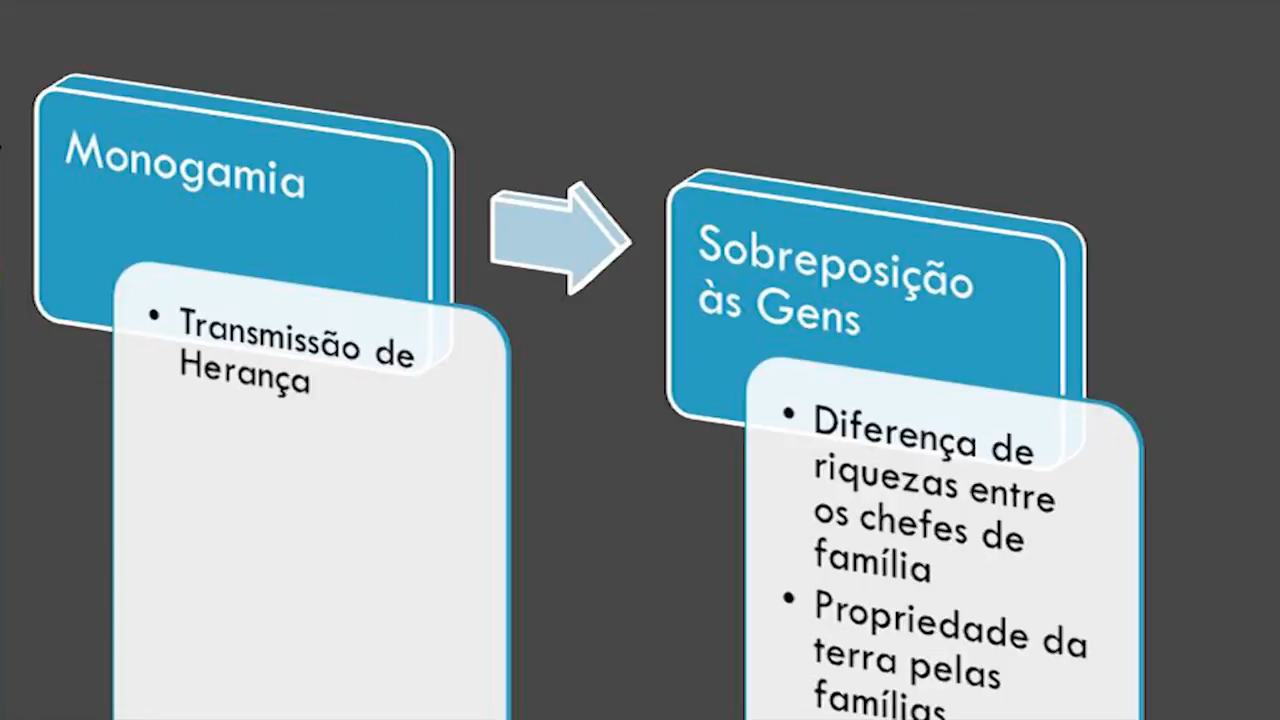 Monogamia
• Transmissão de
Herança
Sobreposição
às Gens
• Diferença de
riquezas entre
os chefes de
família
• Propriedade da
terra pelas
famílias